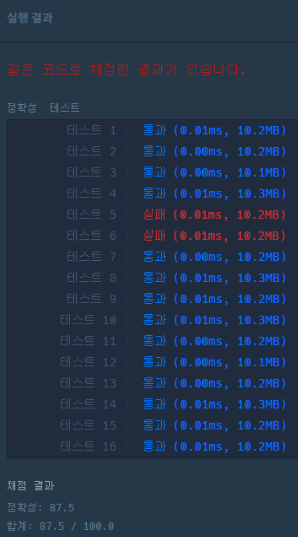 실행 결과
같은 코드로 채점한 결과가 있습니다.
정확성 테스트
테스트 1 〉 통과 (0.01ms, 10.2MB)
테스트 2 〉 통과 (0.00ms, 10.2MB)
테스트 3 〉 통과 (0.00ms, 10.1MB)
테스트 4 〉 통과 (0.01ms, 10.3MB)
테스트 5 〉 실패 (0.01ms, 10.2MB)
테스트 6 〉 실패 (0.01ms, 10.2MB)
테스트 7 〉 통과 (0.00ms, 10.2MB)
테스트 8 〉 통과 (0.01ms, 10.3MB)
테스트 9 〉 통과 (0.01ms, 10.2MB)
테스트 10 〉 통과 (0.01ms, 10.3MB)
테스트 11 〉 통과 (0.00ms, 10.2MB)
테스트 12 〉 통과 (0.00ms, 10.1MB)
테스트 13 〉 통과 (0.00ms, 10.2MB)
테스트 14 〉 통과 (0.01ms, 10.3MB)
테스트 15 〉 통과 (0.01ms, 10.2MB)
테스트 16 〉 통과 (0.01ms, 10.2MB)
채점 결과
정확성: 87.5
합계: 87.5 / 100.0